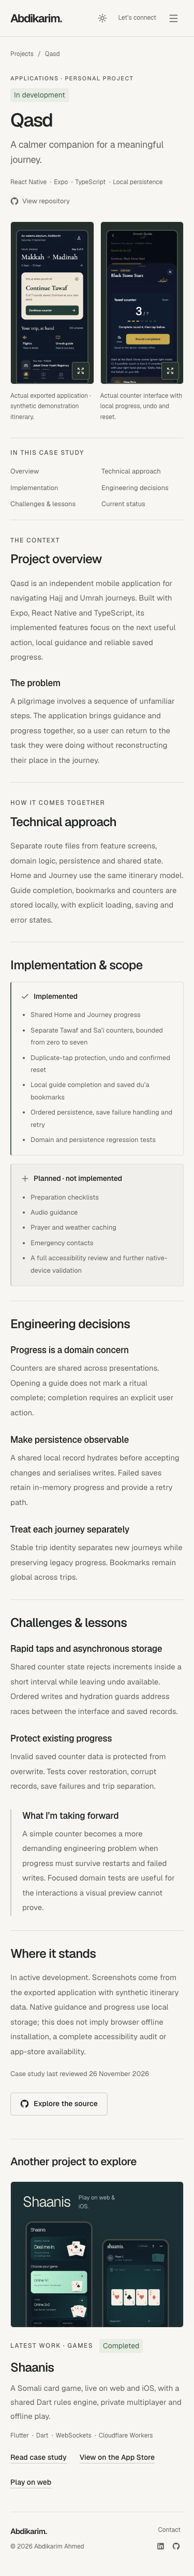 Abdikarim.
Let's connect
Projects / Qasd
APPLICATIONS · PERSONAL PROJECT
In development
Qasd
A calmer companion for a meaningful
journey.
React Native · Expo · TypeScript · Local persistence
View repository
Makkah · Madinah
Continue Tawaf
Your trip, at hand
Tawaf counter
3
Actual exported application ·
synthetic demonstration
itinerary.
Actual counter interface with
local progress, undo and
reset.
IN THIS CASE STUDY
Overview
Technical approach
Implementation
Engineering decisions
Challenges & lessons
Current status
THE CONTEXT
Project overview
Qasd is an independent mobile application for
navigating Hajj and Umrah journeys. Built with
Expo, React Native and TypeScript, its
implemented features focus on the next useful
action, local guidance and reliable saved
progress.
The problem
A pilgrimage involves a sequence of unfamiliar
steps. The application brings guidance and
progress together, so a user can return to the
task they were doing without reconstructing
their place in the journey.
HOW IT COMES TOGETHER
Technical approach
Separate route files from feature screens,
domain logic, persistence and shared state.
Home and Journey use the same itinerary model.
Guide completion, bookmarks and counters are
stored locally, with explicit loading, saving and
error states.
Implementation & scope
Implemented
• Shared Home and Journey progress
• Separate Tawaf and Sa'i counters, bounded
from zero to seven
• Duplicate-tap protection, undo and confirmed
reset
• Local guide completion and saved du'a
bookmarks
• Ordered persistence, save failure handling and
retry
• Domain and persistence regression tests
Planned · not implemented
• Preparation checklists
• Audio guidance
• Prayer and weather caching
• Emergency contacts
• A full accessibility review and further native-
device validation
Engineering decisions
Progress is a domain concern
Counters are shared across presentations.
Opening a guide does not mark a ritual
complete; completion requires an explicit user
action.
Make persistence observable
A shared local record hydrates before accepting
changes and serialises writes. Failed saves
retain in-memory progress and provide a retry
path.
Treat each journey separately
Stable trip identity separates new journeys while
preserving legacy progress. Bookmarks remain
global across trips.
Challenges & lessons
Rapid taps and asynchronous storage
Shared counter state rejects increments inside a
short interval while leaving undo available.
Ordered writes and hydration guards address
races between the interface and saved records.
Protect existing progress
Invalid saved counter data is protected from
overwrite. Tests cover restoration, corrupt
records, save failures and trip separation.
What I'm taking forward
A simple counter becomes a more
demanding engineering problem when
progress must survive restarts and failed
writes. Focused domain tests are useful for
the interactions a visual preview cannot
prove.
Where it stands
In active development. Screenshots come from
the exported application with synthetic itinerary
data. Native guidance and progress use local
storage; this does not imply browser offline
installation, a complete accessibility audit or
app-store availability.
Case study last reviewed 26 November 2026
Explore the source
Another project to explore
Shaanis
Play on web &
iOS.
LATEST WORK · GAMES
Completed
Shaanis
A Somali card game, live on web and iOS, with a
shared Dart rules engine, private multiplayer and
offline play.
Flutter · Dart · WebSockets · Cloudflare Workers
Read case study
View on the App Store
Play on web
Abdikarim.
Contact
© 2026 Abdikarim Ahmed